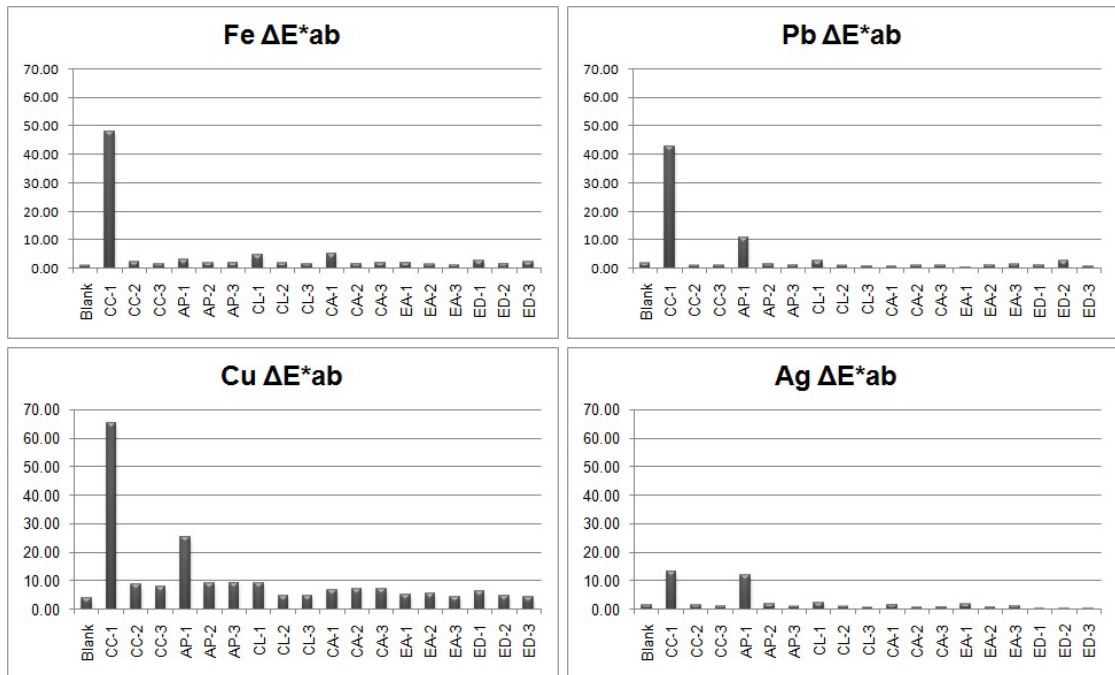 Fe ΔE*ab
70.00
60.00
50.00
40.00
30.00
20.00
10.00
0.00
Blank
CC-1
CC-2
CC-3
AP-1
AP-2
AP-3
CL-1
CL-2
CL-3
CA-1
CA-2
CA-3
EA-1
EA-2
EA-3
ED-1
ED-2
ED-3
Pb ΔE*ab
70.00
60.00
50.00
40.00
30.00
20.00
10.00
0.00
Blank
CC-1
CC-2
CC-3
AP-1
AP-2
AP-3
CL-1
CL-2
CL-3
CA-1
CA-2
CA-3
EA-1
EA-2
EA-3
ED-1
ED-2
ED-3
Cu ΔE*ab
70.00
60.00
50.00
40.00
30.00
20.00
10.00
0.00
Blank
CC-1
CC-2
CC-3
AP-1
AP-2
AP-3
CL-1
CL-2
CL-3
CA-1
CA-2
CA-3
EA-1
EA-2
EA-3
ED-1
ED-2
ED-3
Ag ΔE*ab
70.00
60.00
50.00
40.00
30.00
20.00
10.00
0.00
Blank
CC-1
CC-2
CC-3
AP-1
AP-2
AP-3
CL-1
CL-2
CL-3
CA-1
CA-2
CA-3
EA-1
EA-2
EA-3
ED-1
ED-2
ED-3